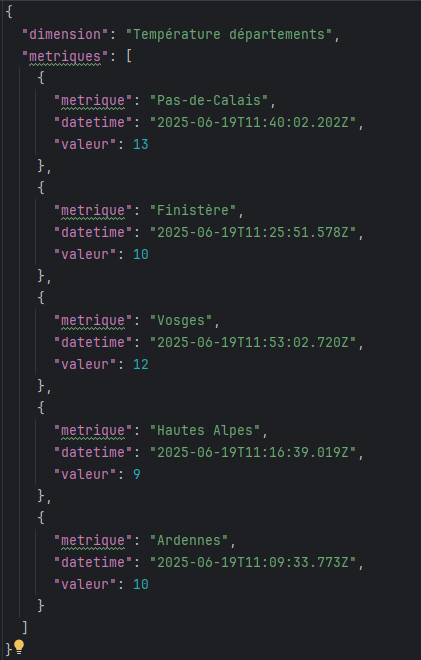 {
  "dimension": "Température départements",
  "metriques": [
    {
      "metrique": "Pas-de-Calais",
      "datetime": "2025-06-19T11:40:02.202Z",
      "valeur": 13
    },
    {
      "metrique": "Finistère",
      "datetime": "2025-06-19T11:25:51.578Z",
      "valeur": 10
    },
    {
      "metrique": "Vosges",
      "datetime": "2025-06-19T11:53:02.720Z",
      "valeur": 12
    },
    {
      "metrique": "Hautes Alpes",
      "datetime": "2025-06-19T11:16:39.019Z",
      "valeur": 9
    },
    {
      "metrique": "Ardennes",
      "datetime": "2025-06-19T11:09:33.773Z",
      "valeur": 10
    }
  ]
}